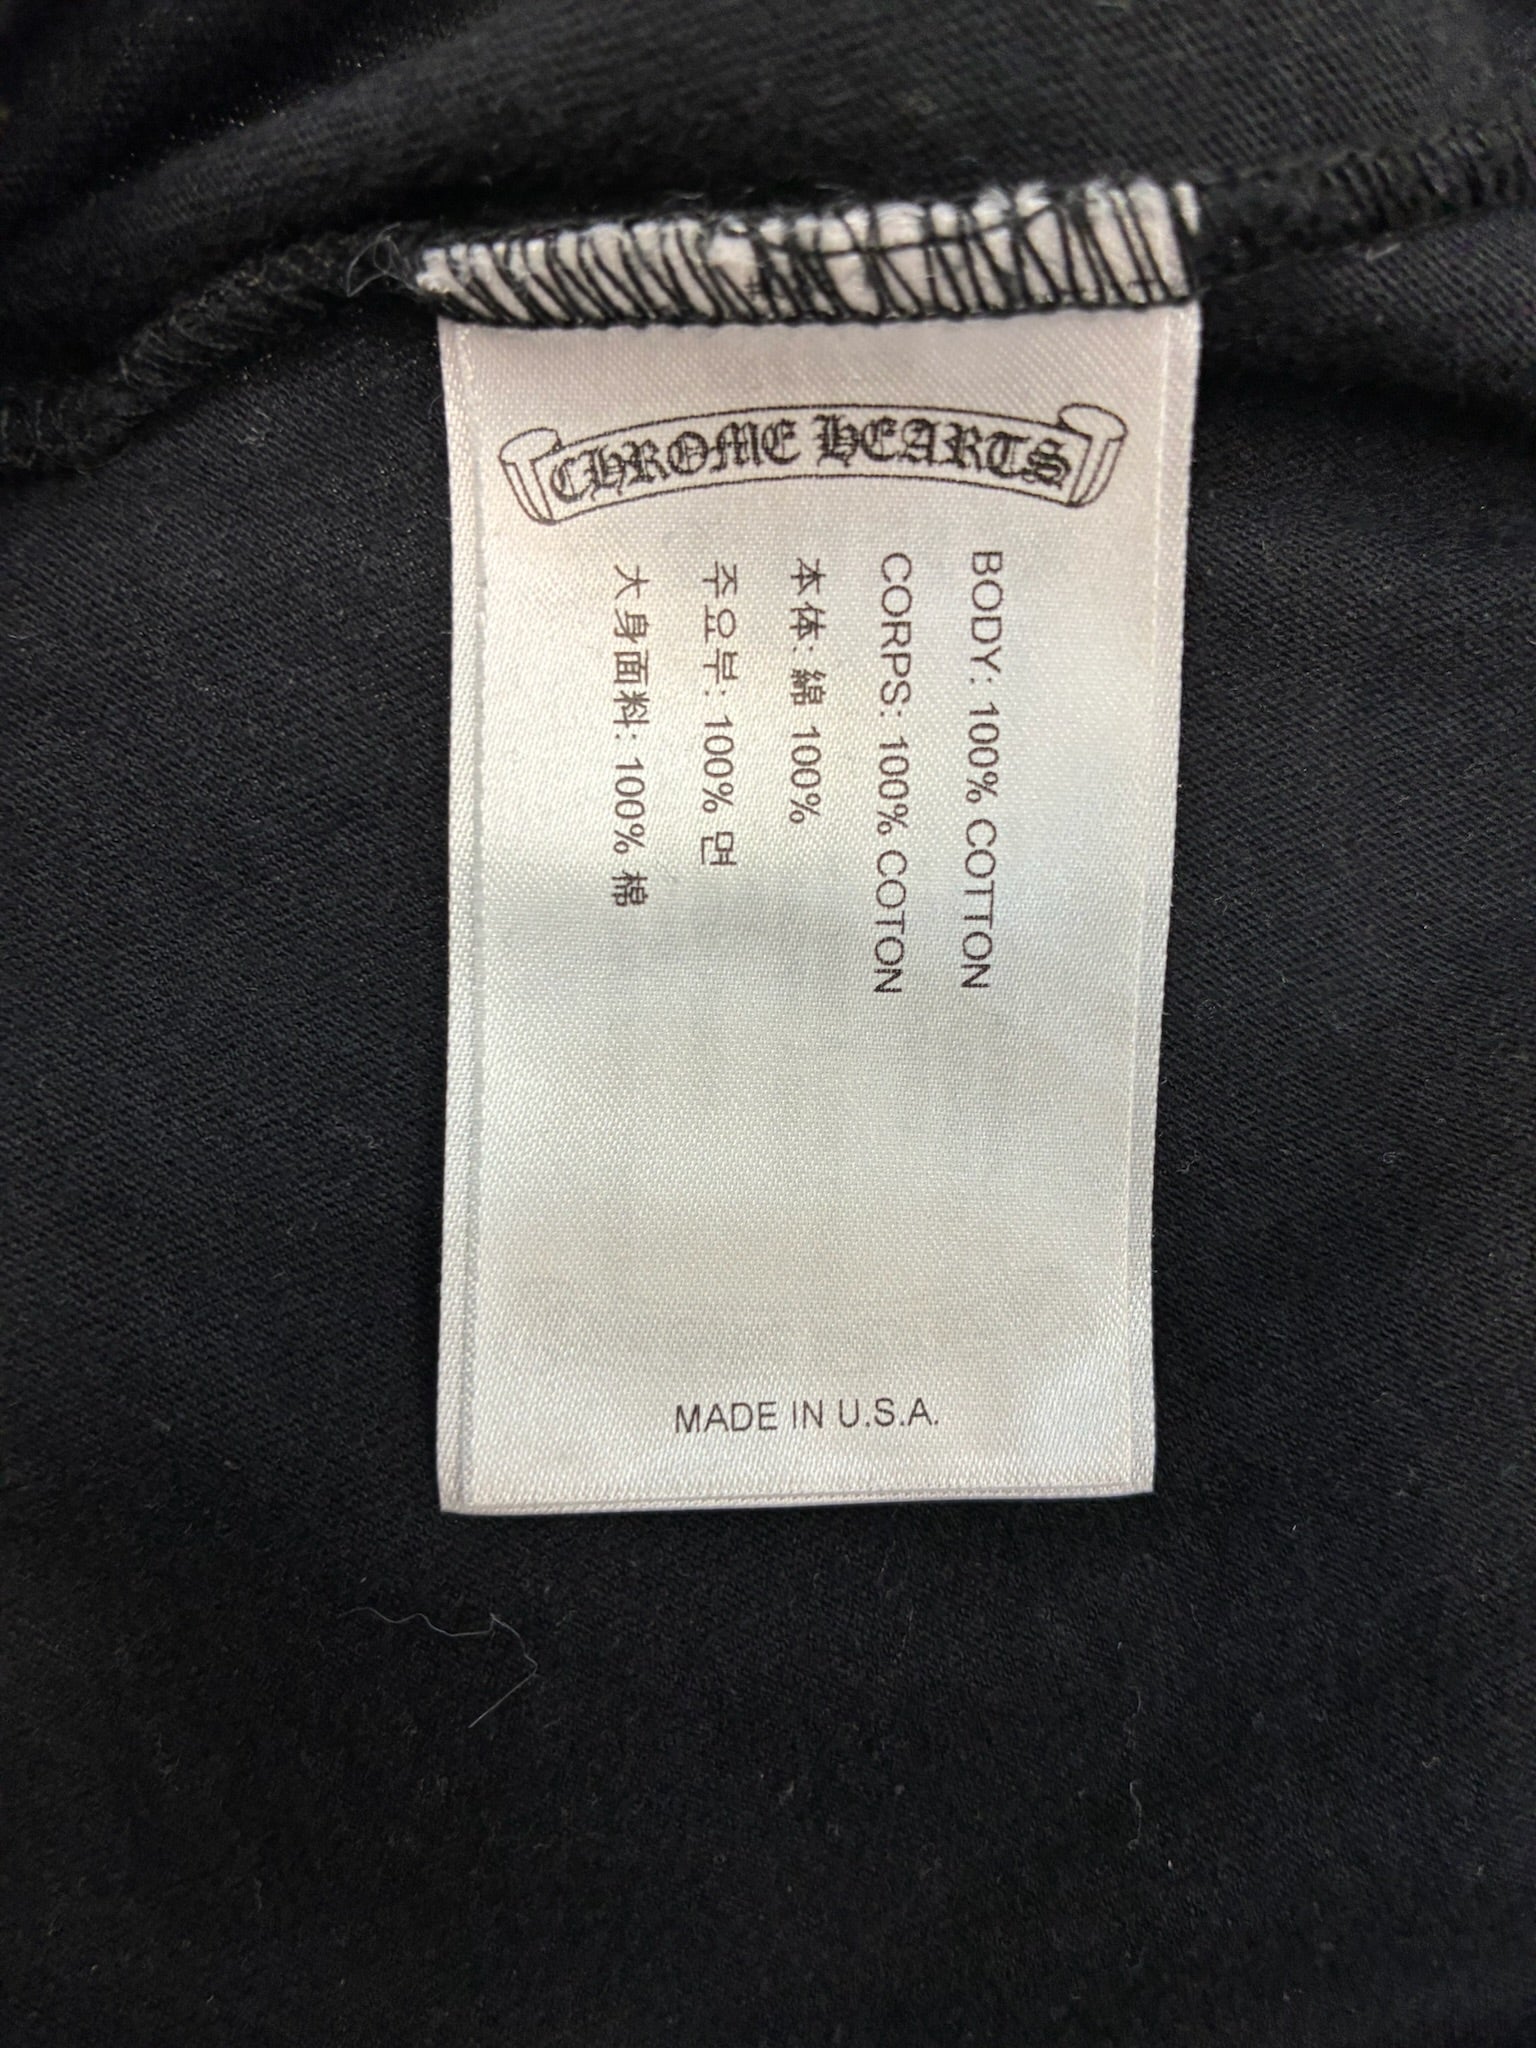 CHROME HEARTS
BODY: 100% COTTON
CORPS: 100% COTON
本体: 綿 100%
주요부: 100% 면
大身面料: 100% 棉
MADE IN U.S.A.